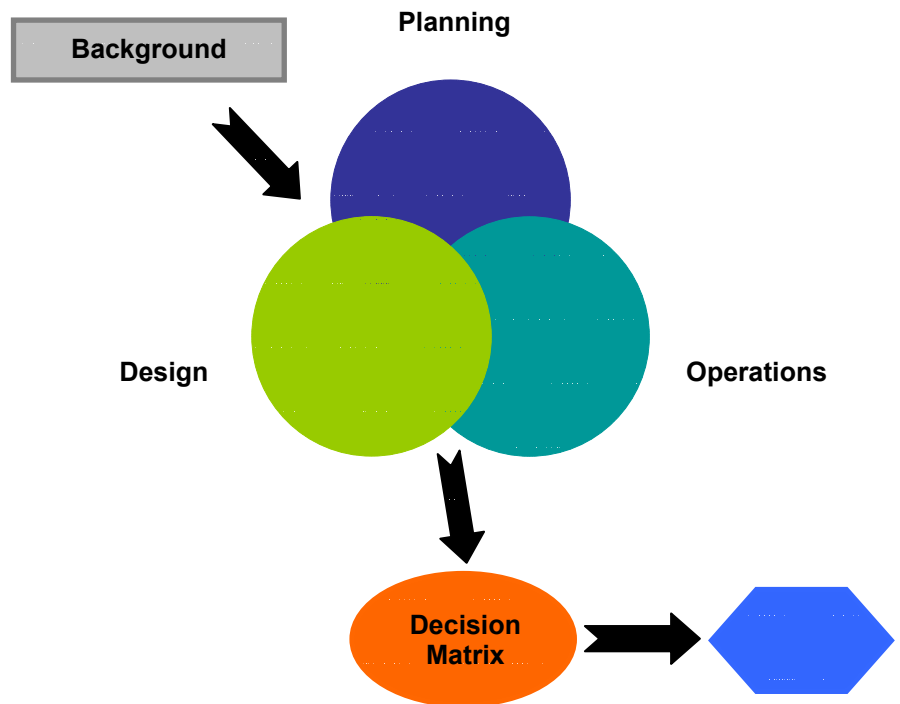 Planning
Background
Design
Operations
Decision
Matrix